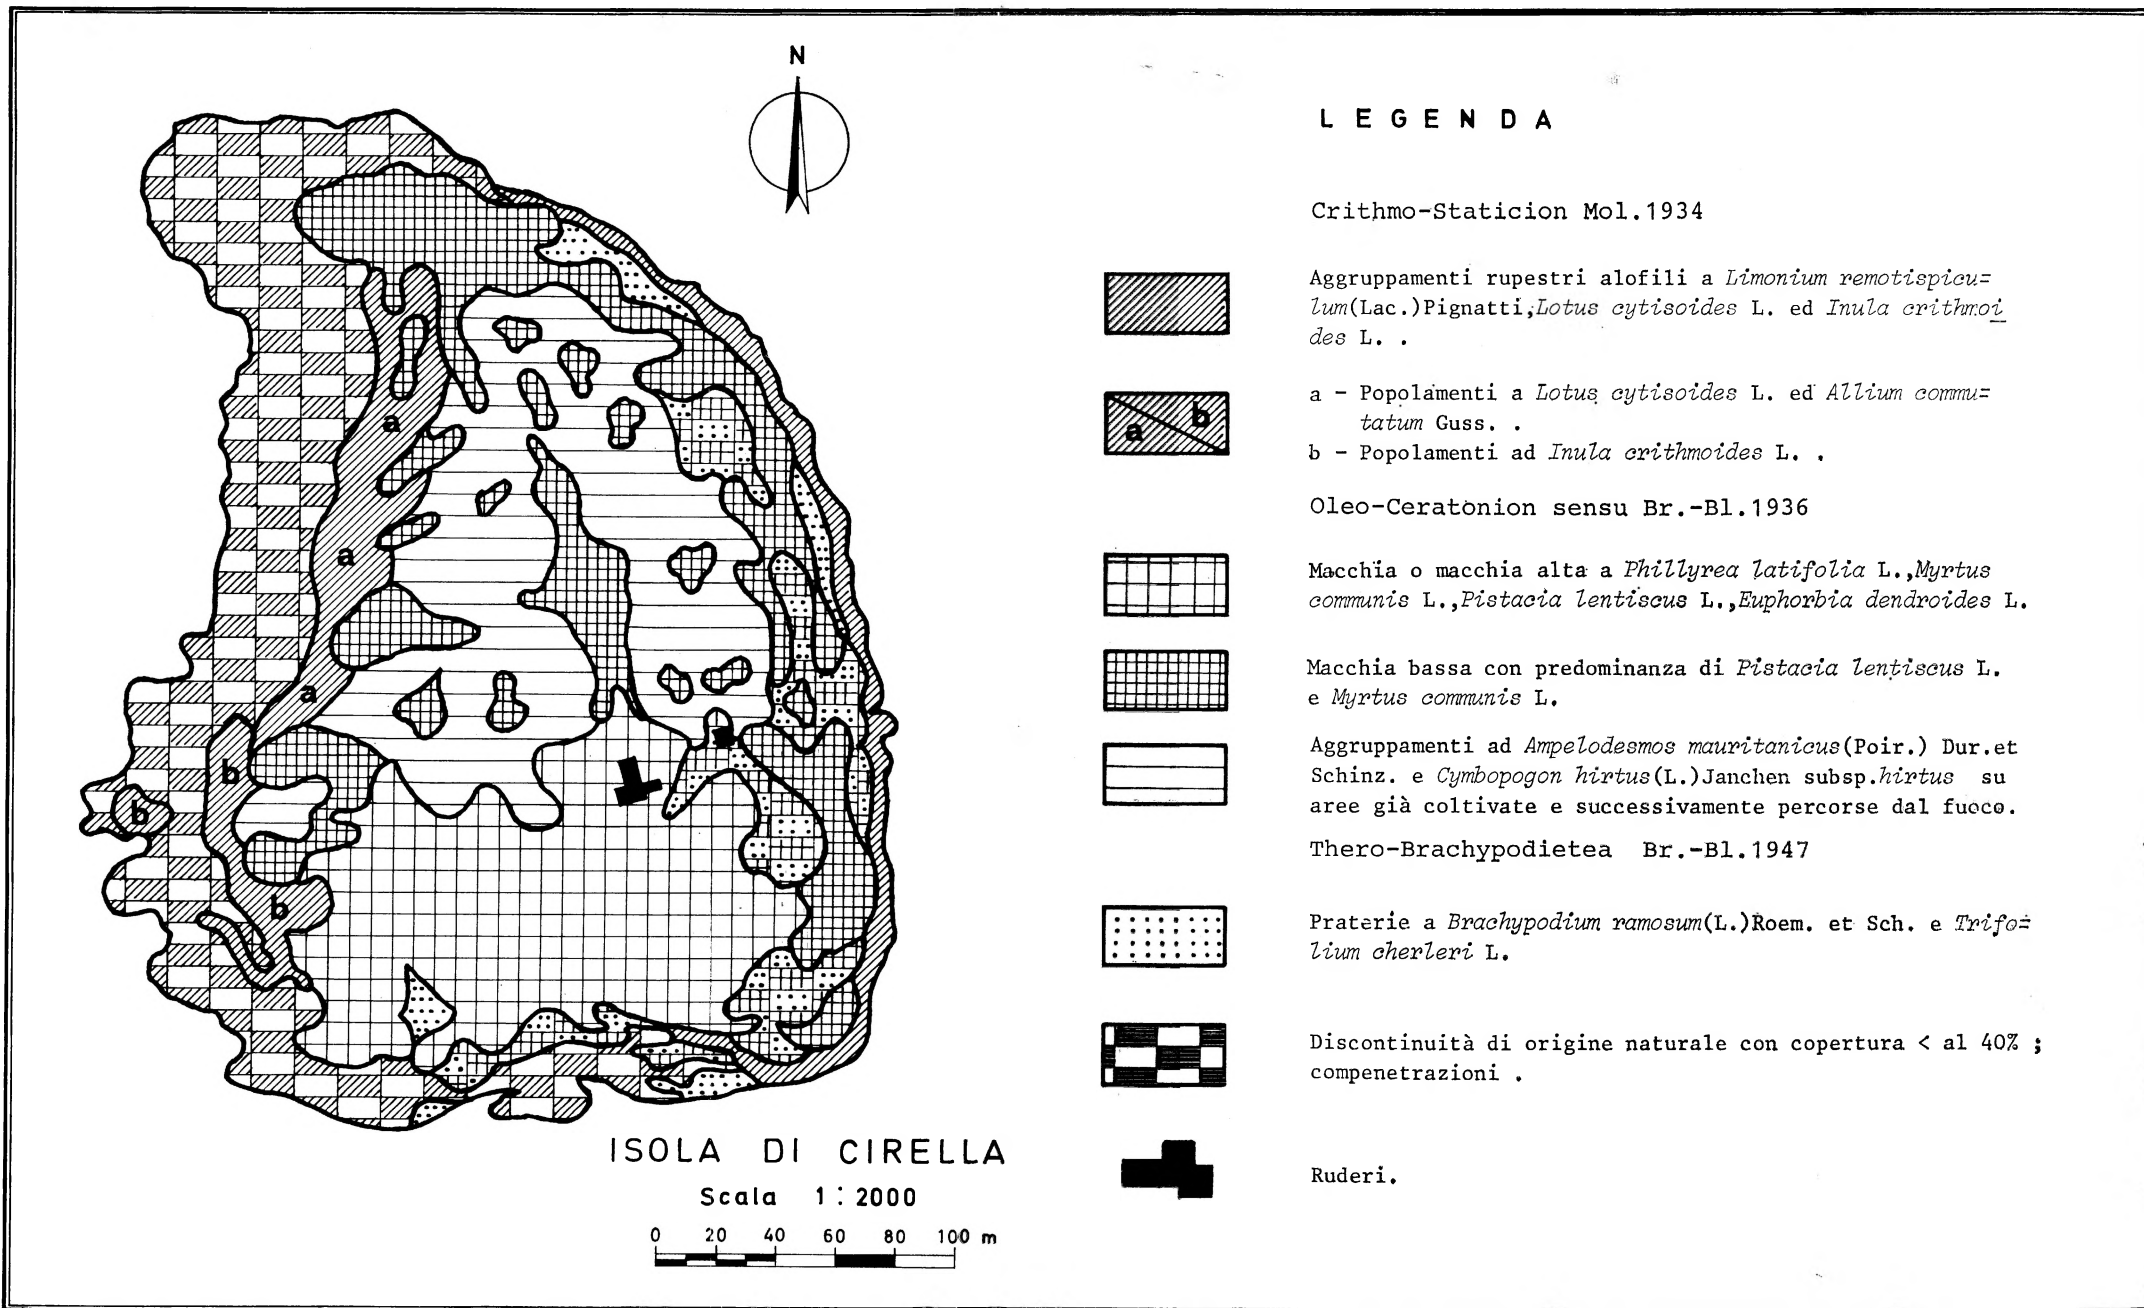 N
a
a
a
b
b
b
ISOLA DI CIRELLA
Scala 1:2000
0 20 40 60 80 100 m
LEGENDA
Crithmo-Staticion Mol.1934
Aggruppamenti rupestri alofili a Limonium remotispicu=
lum(Lac.)Pignatti,Lotus cytisoides L. ed Inula crithmoi
des L. .
a b
a - Popolamenti a Lotus cytisoides L. ed Allium commu=
tatum Guss. .
b - Popolamenti ad Inula crithmoides L. .
Oleo-Ceratonion sensu Br.-Bl.1936
Macchia o macchia alta a Phillyrea latifolia L.,Myrtus
communis L.,Pistacia lentiscus L.,Euphorbia dendroides L.
Macchia bassa con predominanza di Pistacia lentiscus L.
e Myrtus communis L.
Aggruppamenti ad Ampelodesmos mauritanicus(Poir.) Dur.et
Schinz. e Cymbopogon hirtus(L.)Janchen subsp.hirtus su
aree già coltivate e successivamente percorse dal fuoco.
Thero-Brachypodietea Br.-Bl.1947
Praterie a Brachypodium ramosum(L.)Roem. et Sch. e Trifo=
lium cherleri L.
Discontinuità di origine naturale con copertura < al 40% ;
compenetrazioni .
Ruderi.